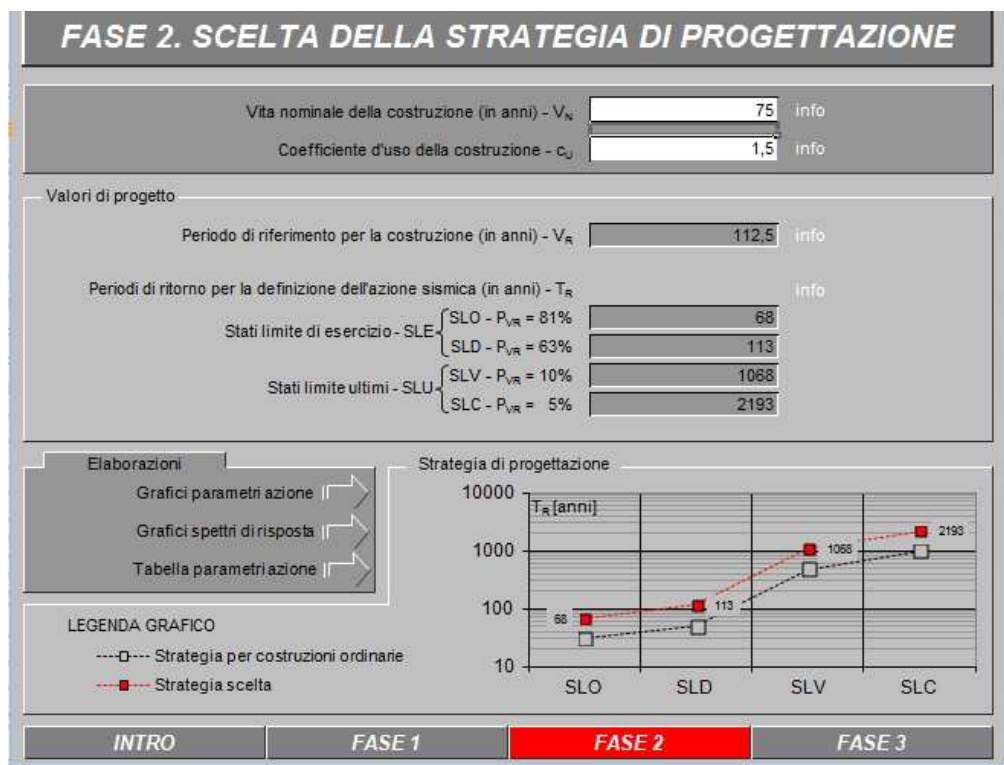 FASE 2. SCELTA DELLA STRATEGIA DI PROGETTAZIONE
Vita nominale della costruzione (in anni) - VN 75 info
Coefficiente d'uso della costruzione - cU 1,5 info
Valori di progetto
Periodo di riferimento per la costruzione (in anni) - VR 112,5 info
Periodi di ritorno per la definizione dell'azione sismica (in anni) - TR info
Stati limite di esercizio - SLE
SLO - PVR = 81% 68
SLD - PVR = 63% 113
Stati limite ultimi - SLU
SLV - PVR = 10% 1068
SLC - PVR = 5% 2193
Elaborazioni
Grafici parametri azione
Grafici spettri di risposta
Tabella parametri azione
Strategia di progettazione
TR [anni]
10000
1000
100
10
68
113
1068
2193
SLO SLD SLV SLC
LEGENDA GRAFICO
Strategia per costruzioni ordinarie
Strategia scelta
INTRO FASE 1 FASE 2 FASE 3